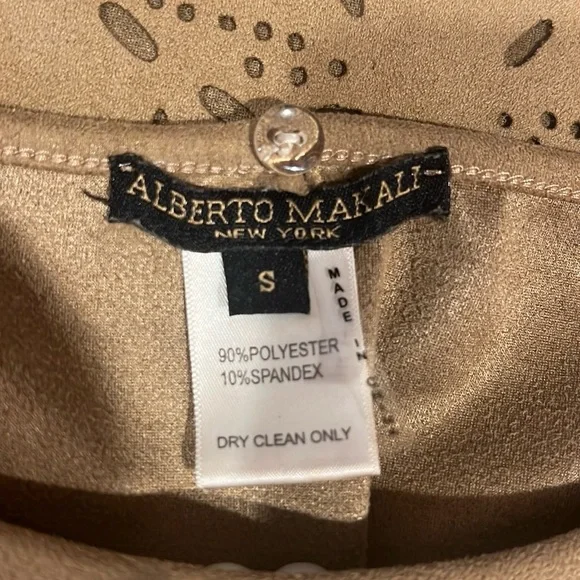 ALBERTO MAKALI
NEW YORK
S
MADE IN
90%POLYESTER
10%SPANDEX
DRY CLEAN ONLY